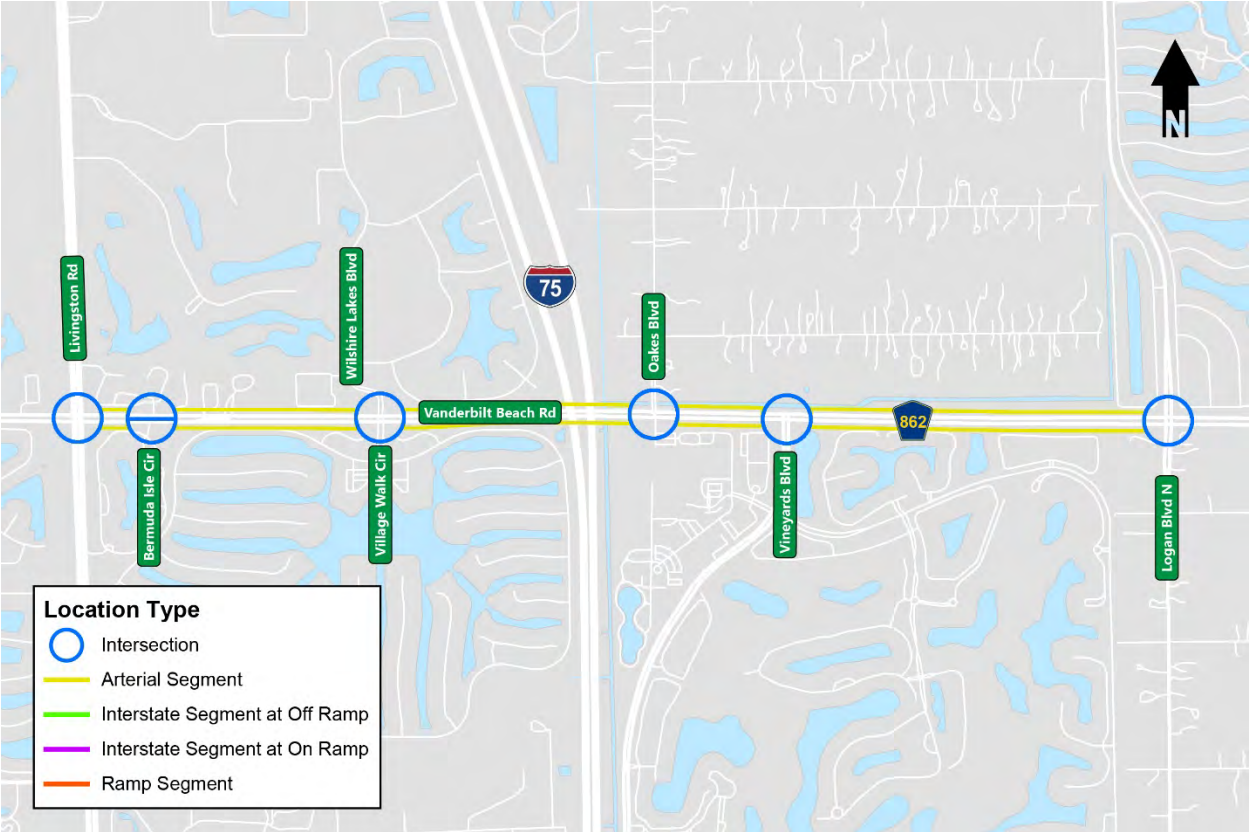 N
Livingston Rd
Wilshire Lakes Blvd
75
Oakes Blvd
Vanderbilt Beach Rd
862
Bermuda Isle Cir
Village Walk Cir
Vineyards Blvd
Logan Blvd N
Location Type
Intersection
Arterial Segment
Interstate Segment at Off Ramp
Interstate Segment at On Ramp
Ramp Segment